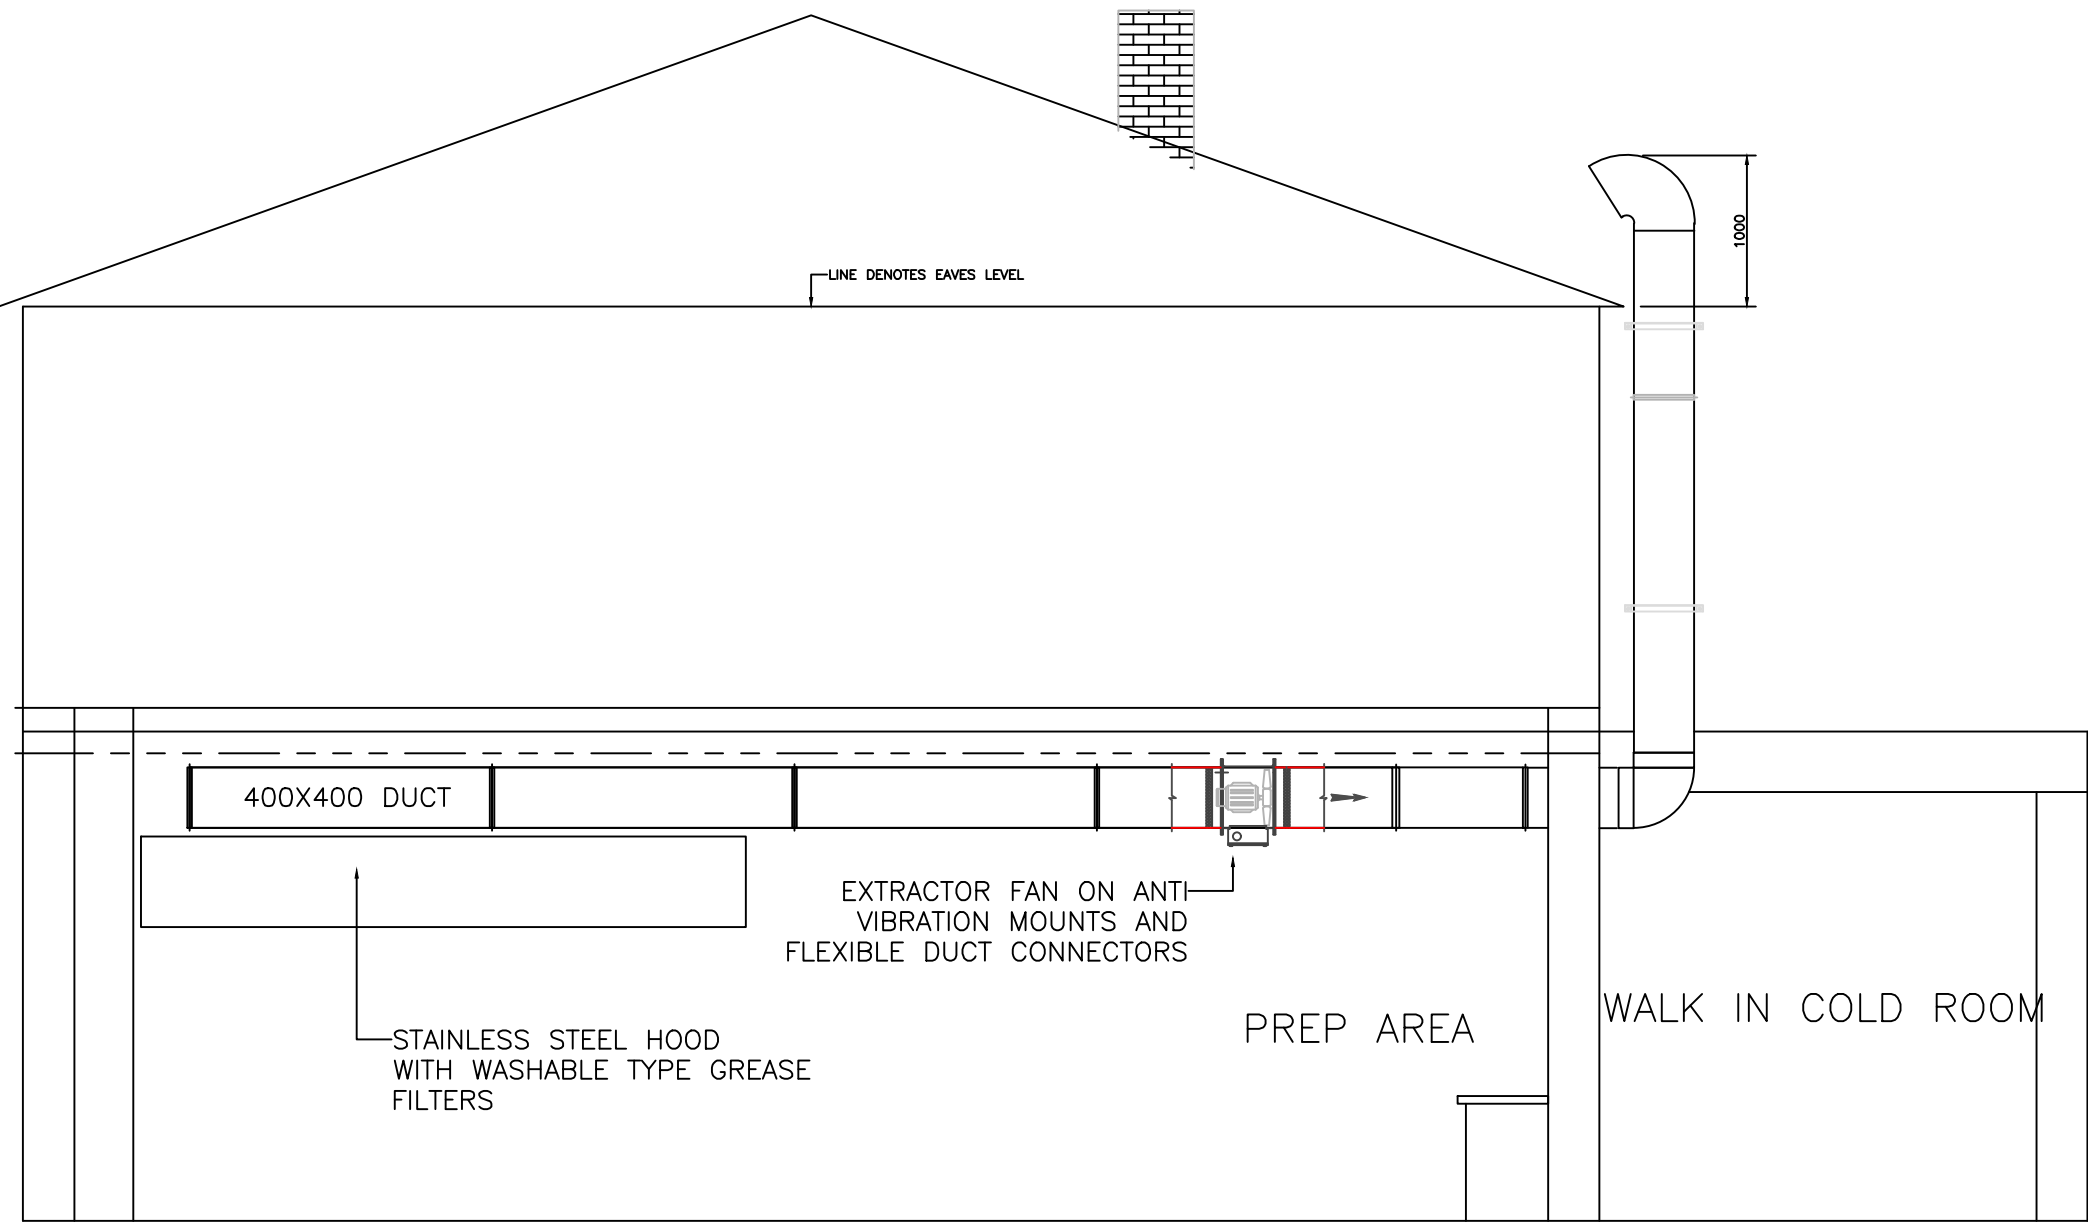 1000
LINE DENOTES EAVES LEVEL
400X400 DUCT
EXTRACTOR FAN ON ANTI
VIBRATION MOUNTS AND
FLEXIBLE DUCT CONNECTORS
WALK IN COLD ROOM
PREP AREA
STAINLESS STEEL HOOD
WITH WASHABLE TYPE GREASE
FILTERS